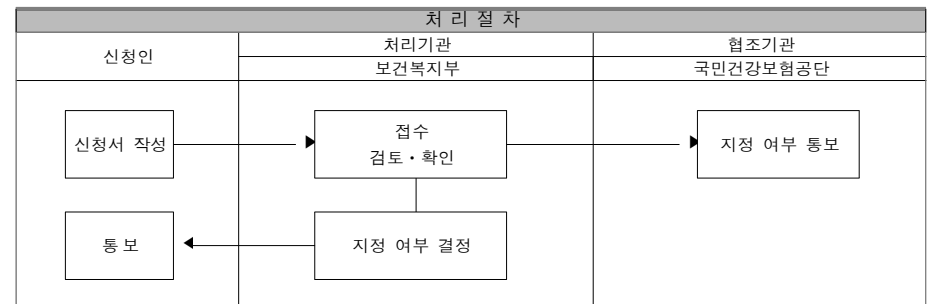 처 리 절 차
신청인
처리기관
협조기관
보건복지부
국민건강보험공단
신청서 작성
접수
검토・확인
지정 여부 통보
통 보
지정 여부 결정